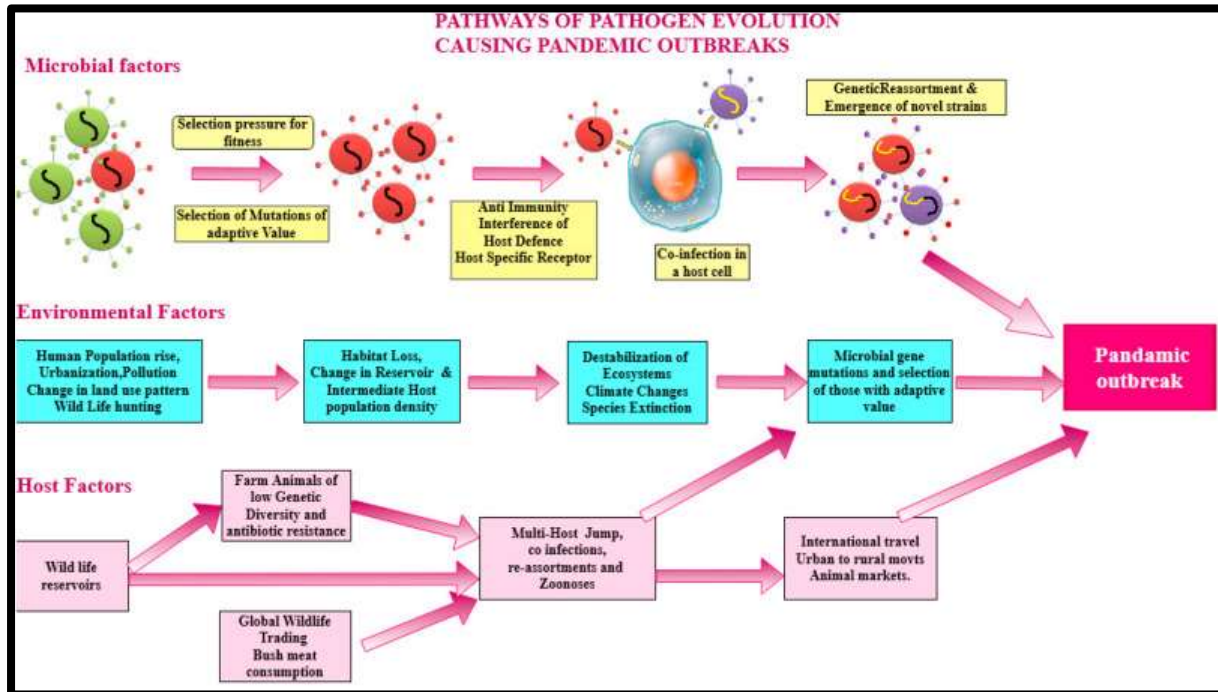 PATHWAYS OF PATHOGEN EVOLUTION
CAUSING PANDEMIC OUTBREAKS
Microbial factors
Selection pressure for
fitness
Selection of Mutations of
adaptive Value
Anti Immunity
Interference of
Host Defence
Host Specific Receptor
Co-infection in
a host cell
GeneticReassortment &
Emergence of novel strains
Environmental Factors
Human Population rise,
Urbanization,Pollution
Change in land use pattern
Wild Life hunting
Habitat Loss,
Change in Reservoir &
Intermediate Host
population density
Destabilization of
Ecosystems
Climate Changes
Species Extinction
Microbial gene
mutations and selection
of those with adaptive
value
Pandamic
outbreak
Host Factors
Wild life
reservoirs
Farm Animals of
low Genetic
Diversity and
antibiotic resistance
Global Wildlife
Trading
Bush meat
consumption
Multi-Host Jump,
co infections,
re-assortments and
Zoonoses
International travel
Urban to rural movts
Animal markets.